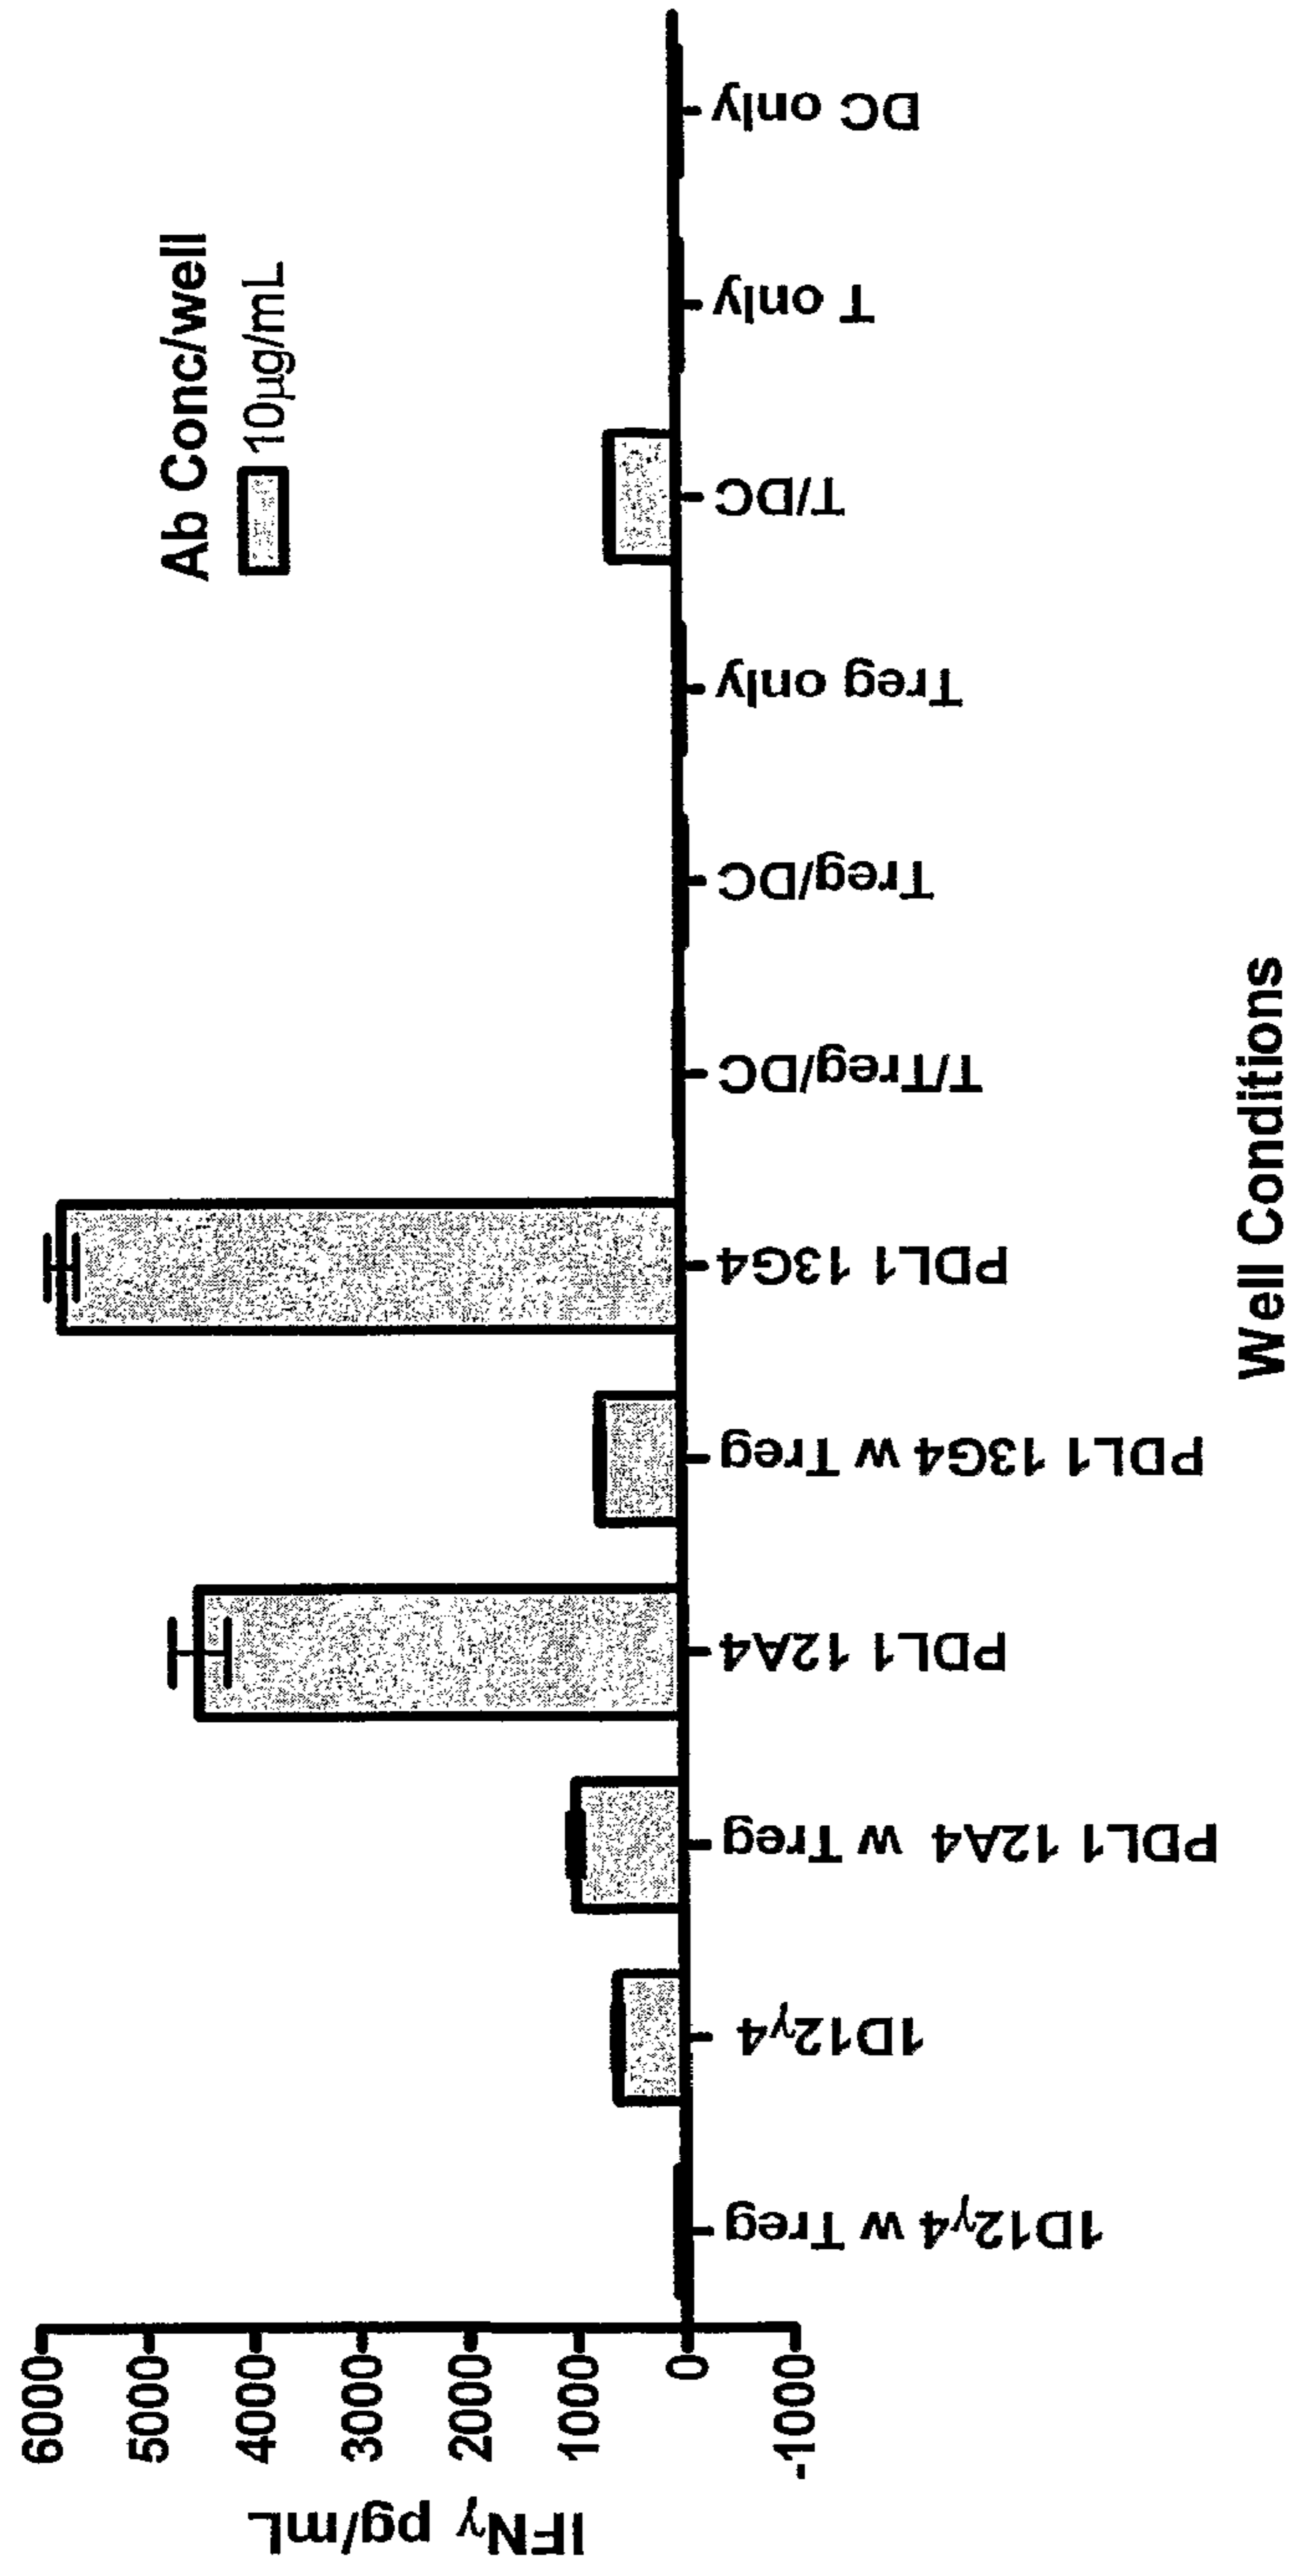 Ab Conc/well
10µg/mL
IFNγ pg/mL
6000
5000
4000
3000
2000
1000
0
-1000
1D12γ4 w Treg
1D12γ4
PDL1 12A4 w Treg
PDL1 12A4
PDL1 13G4 w Treg
PDL1 13G4
T/Treg/DC
Treg/DC
Treg only
T/DC
T only
DC only
Well Conditions